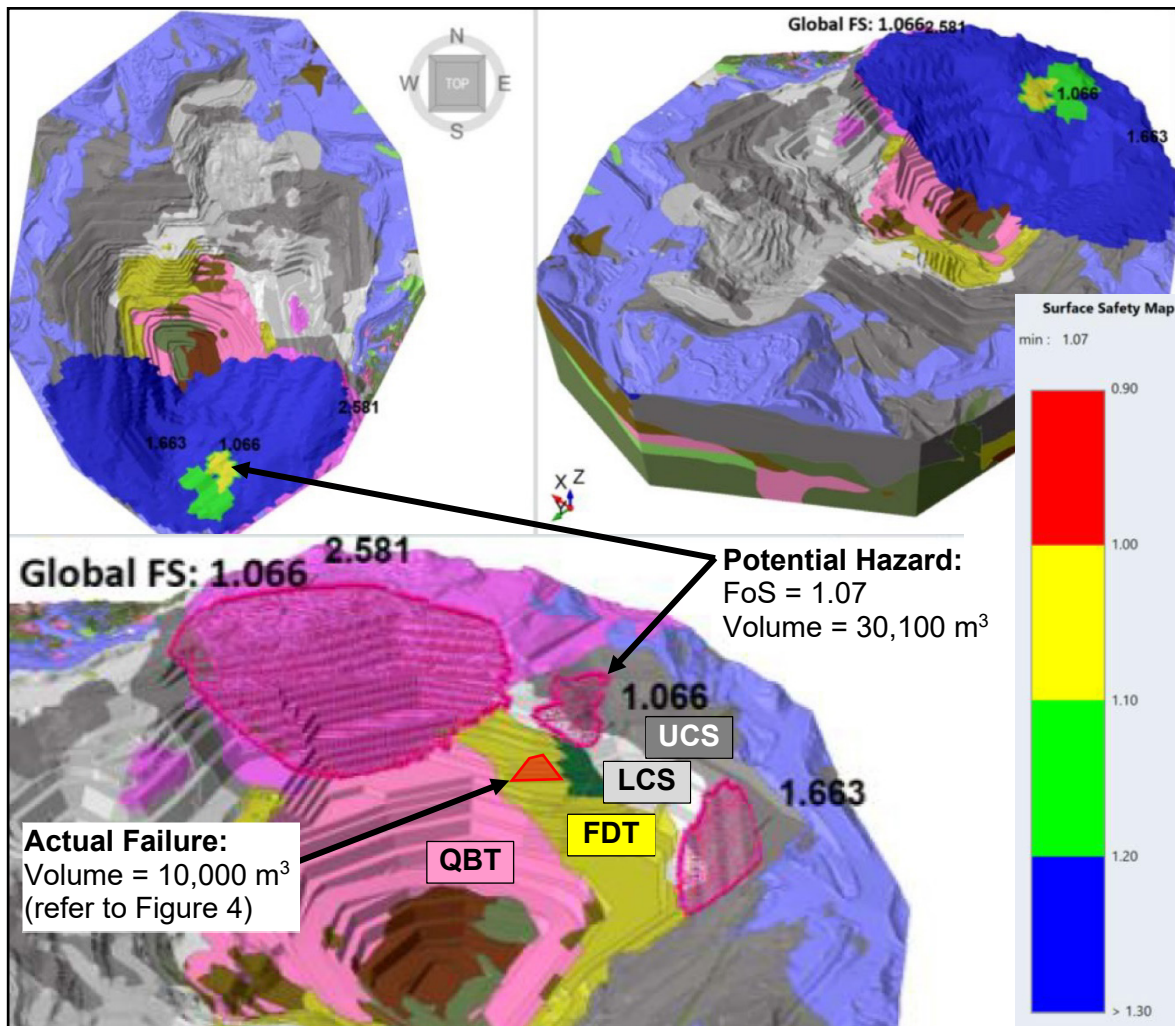 N
W
TOP
E
S
2.581
1.663
1.066
Global FS: 1.066
2.581
1.066
1.663
X
Y
Z
Surface Safety Map
min : 1.07
0.90
1.00
1.10
1.20
> 1.30
Global FS: 1.066
2.581
Potential Hazard:
FoS = 1.07
Volume = 30,100 m³
1.066
UCS
LCS
1.663
FDT
QBT
Actual Failure:
Volume = 10,000 m³
(refer to Figure 4)